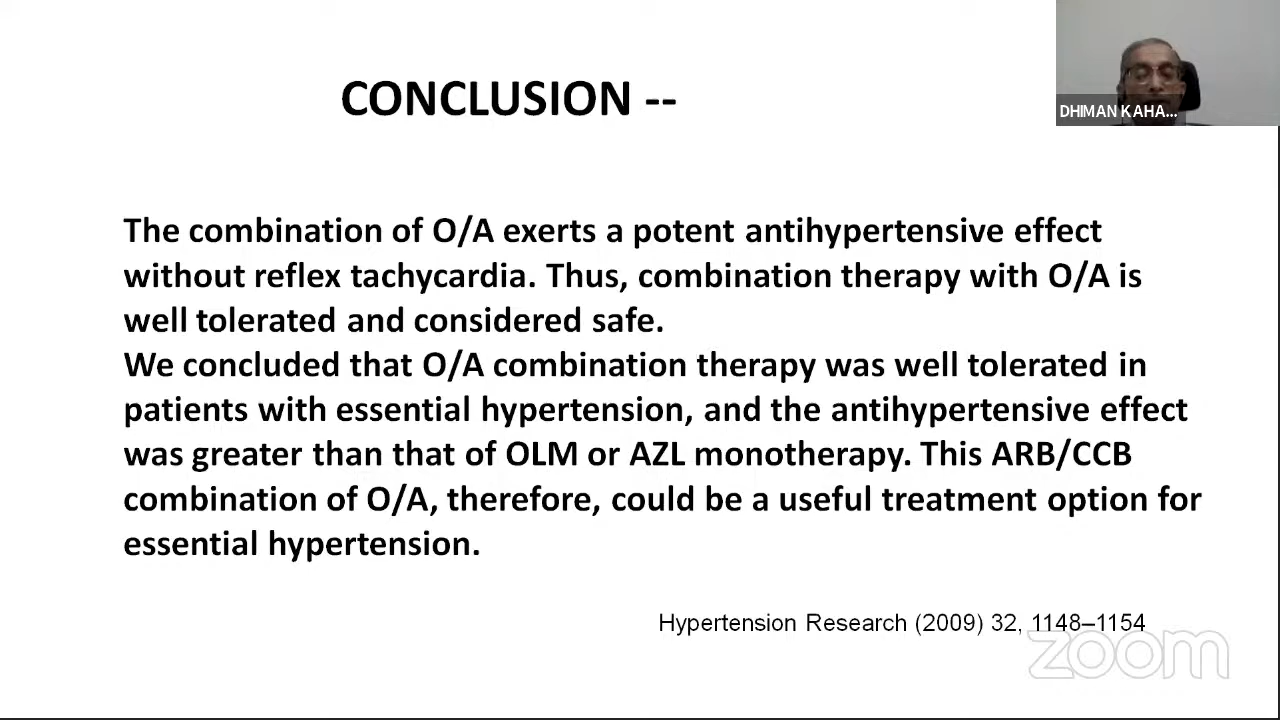 CONCLUSION --
DHIMAN KAHA...
The combination of O/A exerts a potent antihypertensive effect
without reflex tachycardia. Thus, combination therapy with O/A is
well tolerated and considered safe.
We concluded that O/A combination therapy was well tolerated in
patients with essential hypertension, and the antihypertensive effect
was greater than that of OLM or AZL monotherapy. This ARB/CCB
combination of O/A, therefore, could be a useful treatment option for
essential hypertension.
Hypertension Research (2009) 32, 1148–1154
zoom